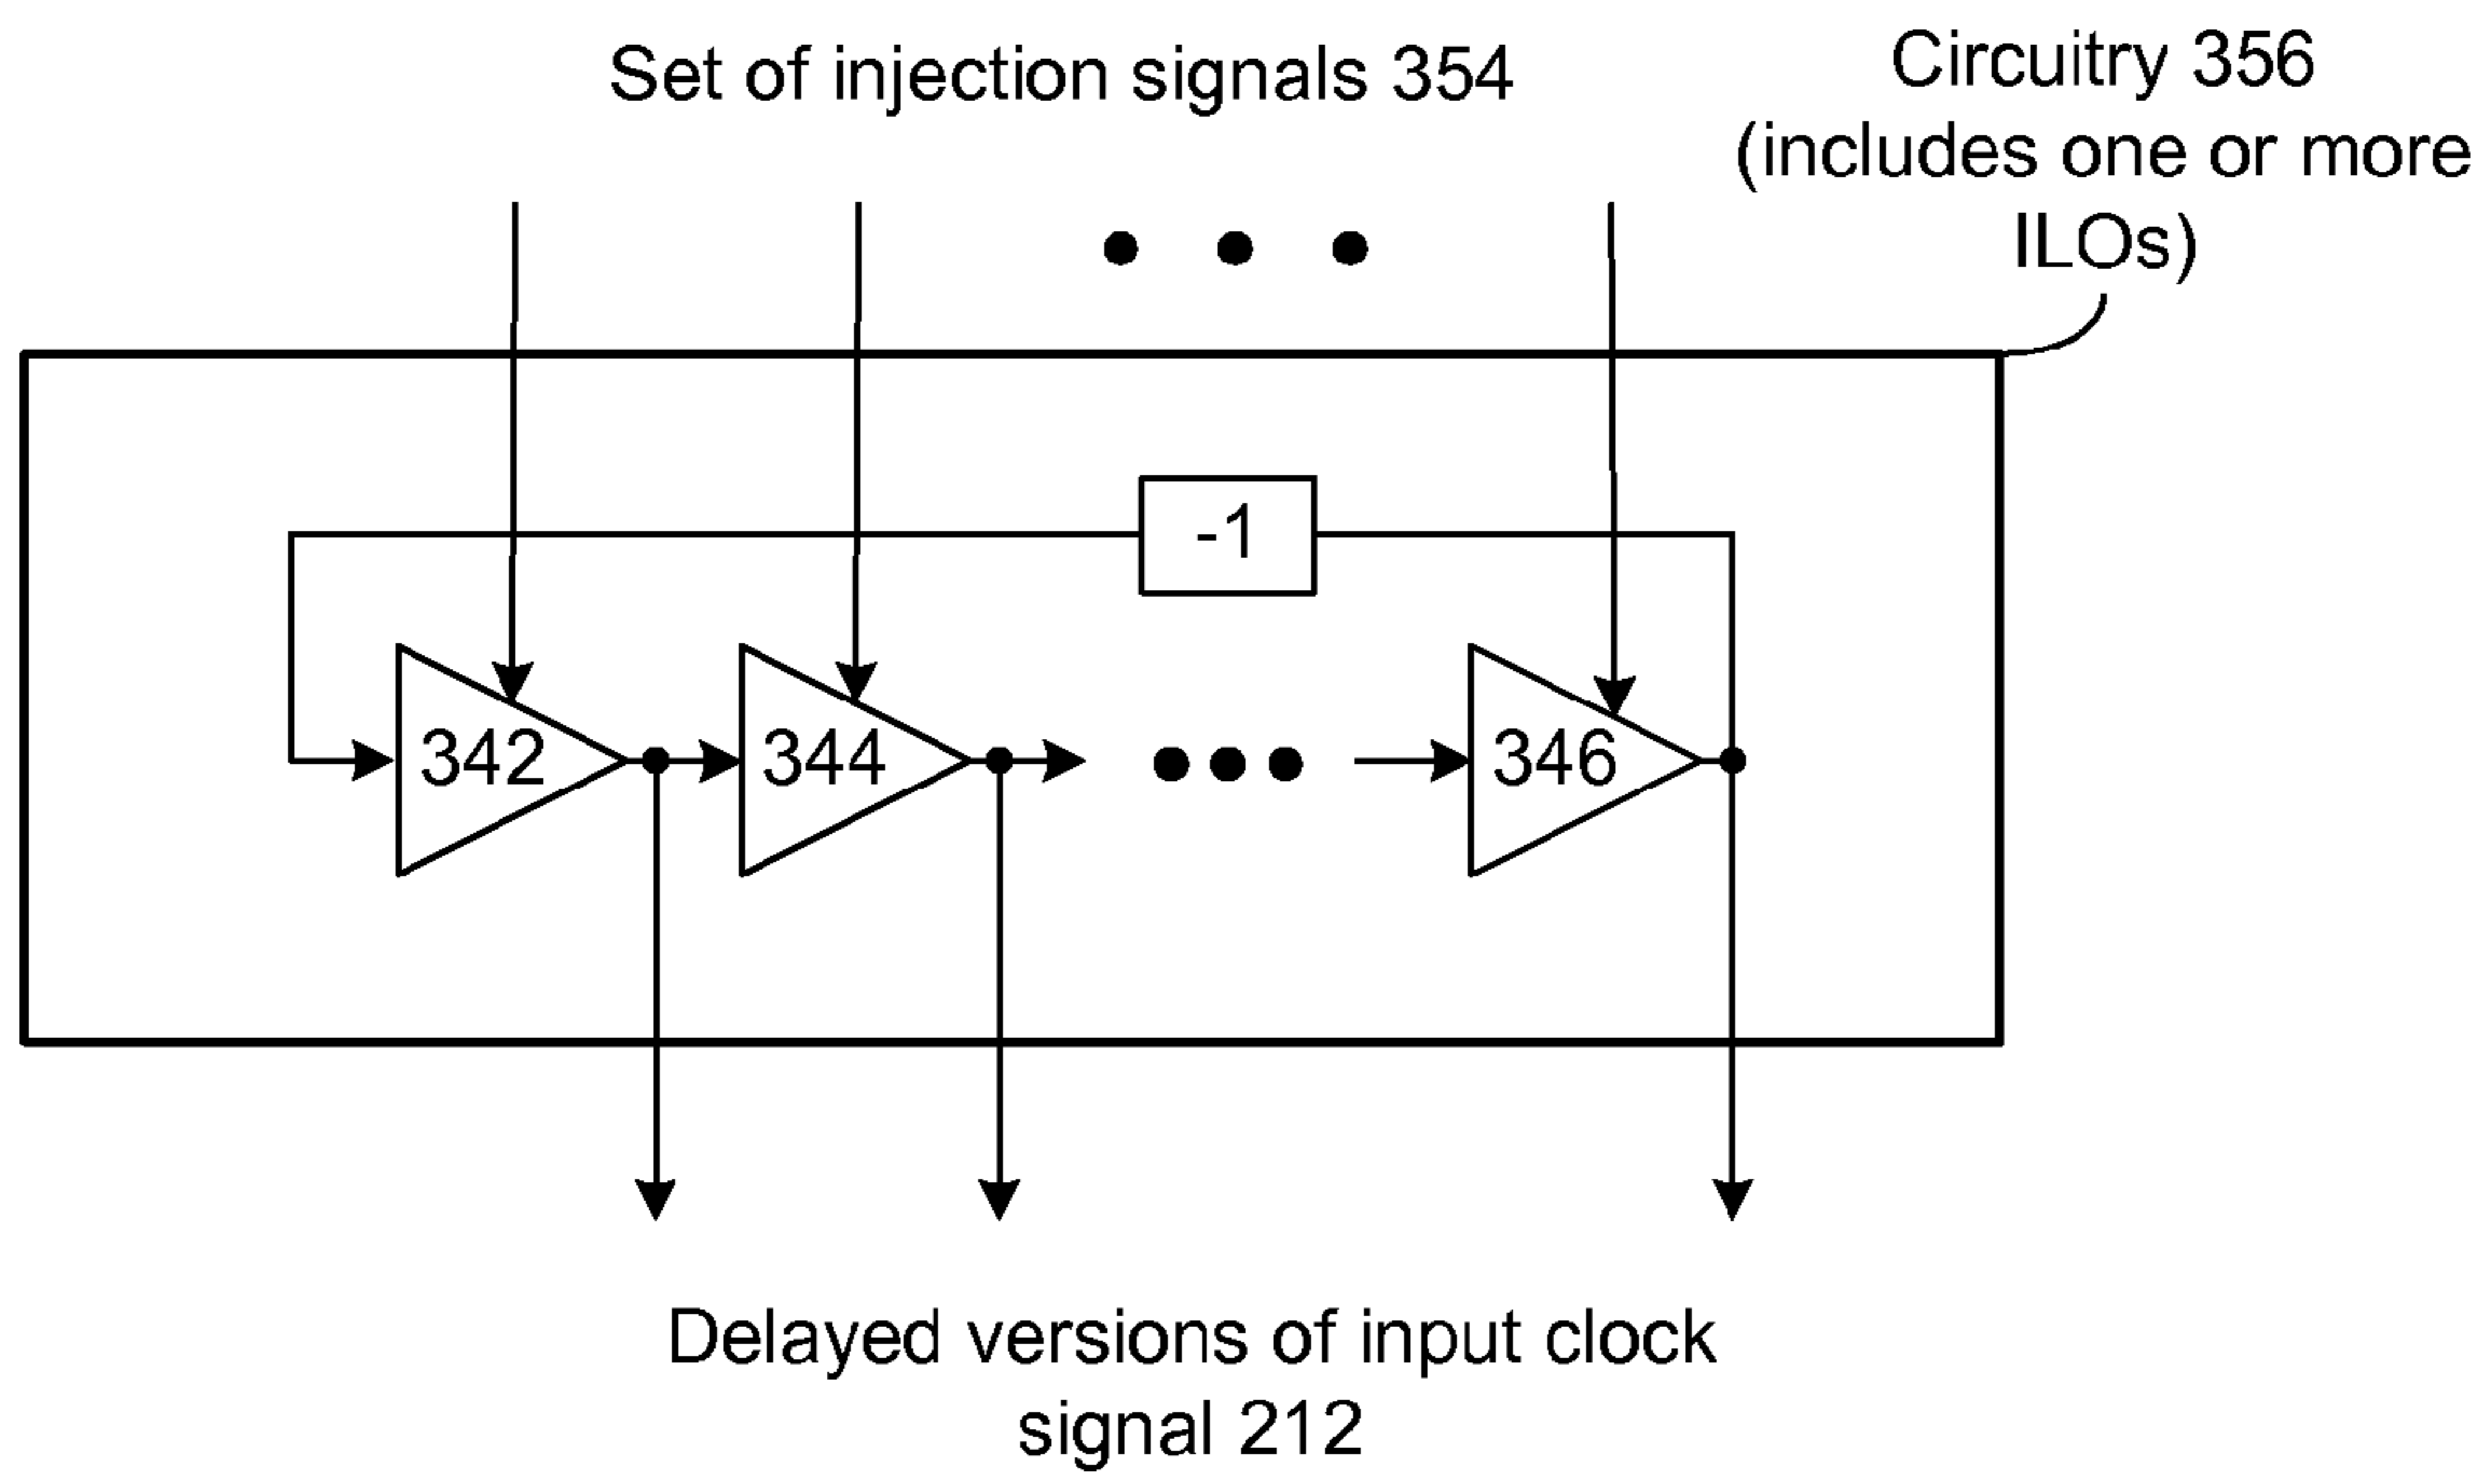 Set of injection signals 354
Circuitry 356
(includes one or more
ILOs)
-1
342
344
346
Delayed versions of input clock
signal 212